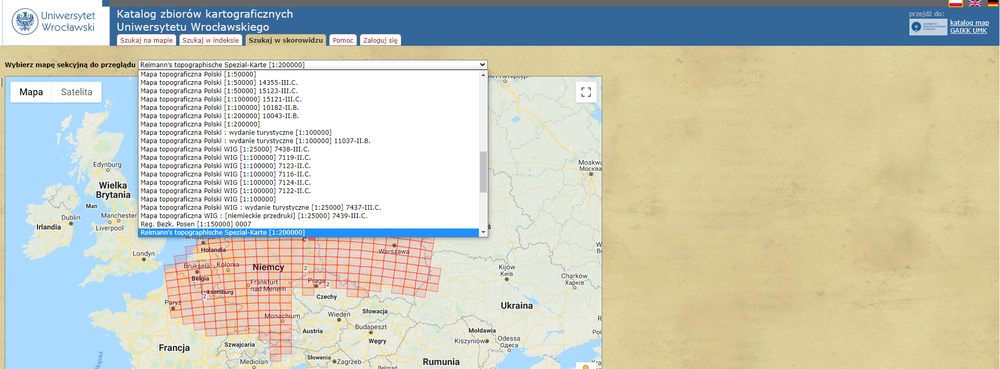 Uniwersytet
Wrocławski
Katalog zbiorów kartograficznych
Uniwersytetu Wrocławskiego
Szukaj na mapie
Szukaj w indeksie
Szukaj w skorowidzu
Pomoc
Zaloguj się
przejdź do:
katalog map
GAIKK UMK
Wybierz mapę sekcyjną do przeglądu
Reimann's topographische Spezial-Karte [1:200000]
Mapa topograficzna Polski [1:50000]
Mapa topograficzna Polski [1:50000] 14355-III.C.
Mapa topograficzna Polski [1:50000] 15123-III.C.
Mapa topograficzna Polski [1:100000] 15121-III.C.
Mapa topograficzna Polski [1:100000] 10182-II.B.
Mapa topograficzna Polski [1:200000] 10043-II.B.
Mapa topograficzna Polski [1:200000]
Mapa topograficzna Polski : wydanie turystyczne [1:100000]
Mapa topograficzna Polski : wydanie turystyczne [1:100000] 11037-II.B.
Mapa topograficzna Polski WIG [1:25000] 7438-III.C.
Mapa topograficzna Polski WIG [1:100000] 7119-II.C.
Mapa topograficzna Polski WIG [1:100000] 7123-II.C.
Mapa topograficzna Polski WIG [1:100000] 7116-II.C.
Mapa topograficzna Polski WIG [1:100000] 7124-II.C.
Mapa topograficzna Polski WIG [1:100000] 7122-II.C.
Mapa topograficzna Polski WIG [1:100000]
Mapa topograficzna Polski WIG : wydanie turystyczne [1:25000] 7437-III.C.
Mapa topograficzna WIG : [niemieckie przedruki] [1:25000] 7439-III.C.
Reg. Bezk. Posen [1:150000] 0007
Reimann's topographische Spezial-Karte [1:200000]
Mapa
Satelita
Moskwa
Москва
Edynburg
Wielka
Brytania
Man
Dublin
Manchester
Irlandia
Liverpool
Amsterdam
Holandia
Londyn
Warszawa
Bruksela
Kolonia
Niemcy
2
Belgia
Kijów
Київ
Charków
Харків
Praga
2
Frankfurt
nad Menem
Luksemburg
2
Czechy
Paryż
Ukraina
Słowacja
Monachium
Wiedeń
Austria
Budapeszt
Mołdawia
Węgry
Kiszyniów
Odessa
Одеса
Francja
Szwajcaria
Słowenia
Zagrzeb
Mediolan
Rumunia
Belgrad